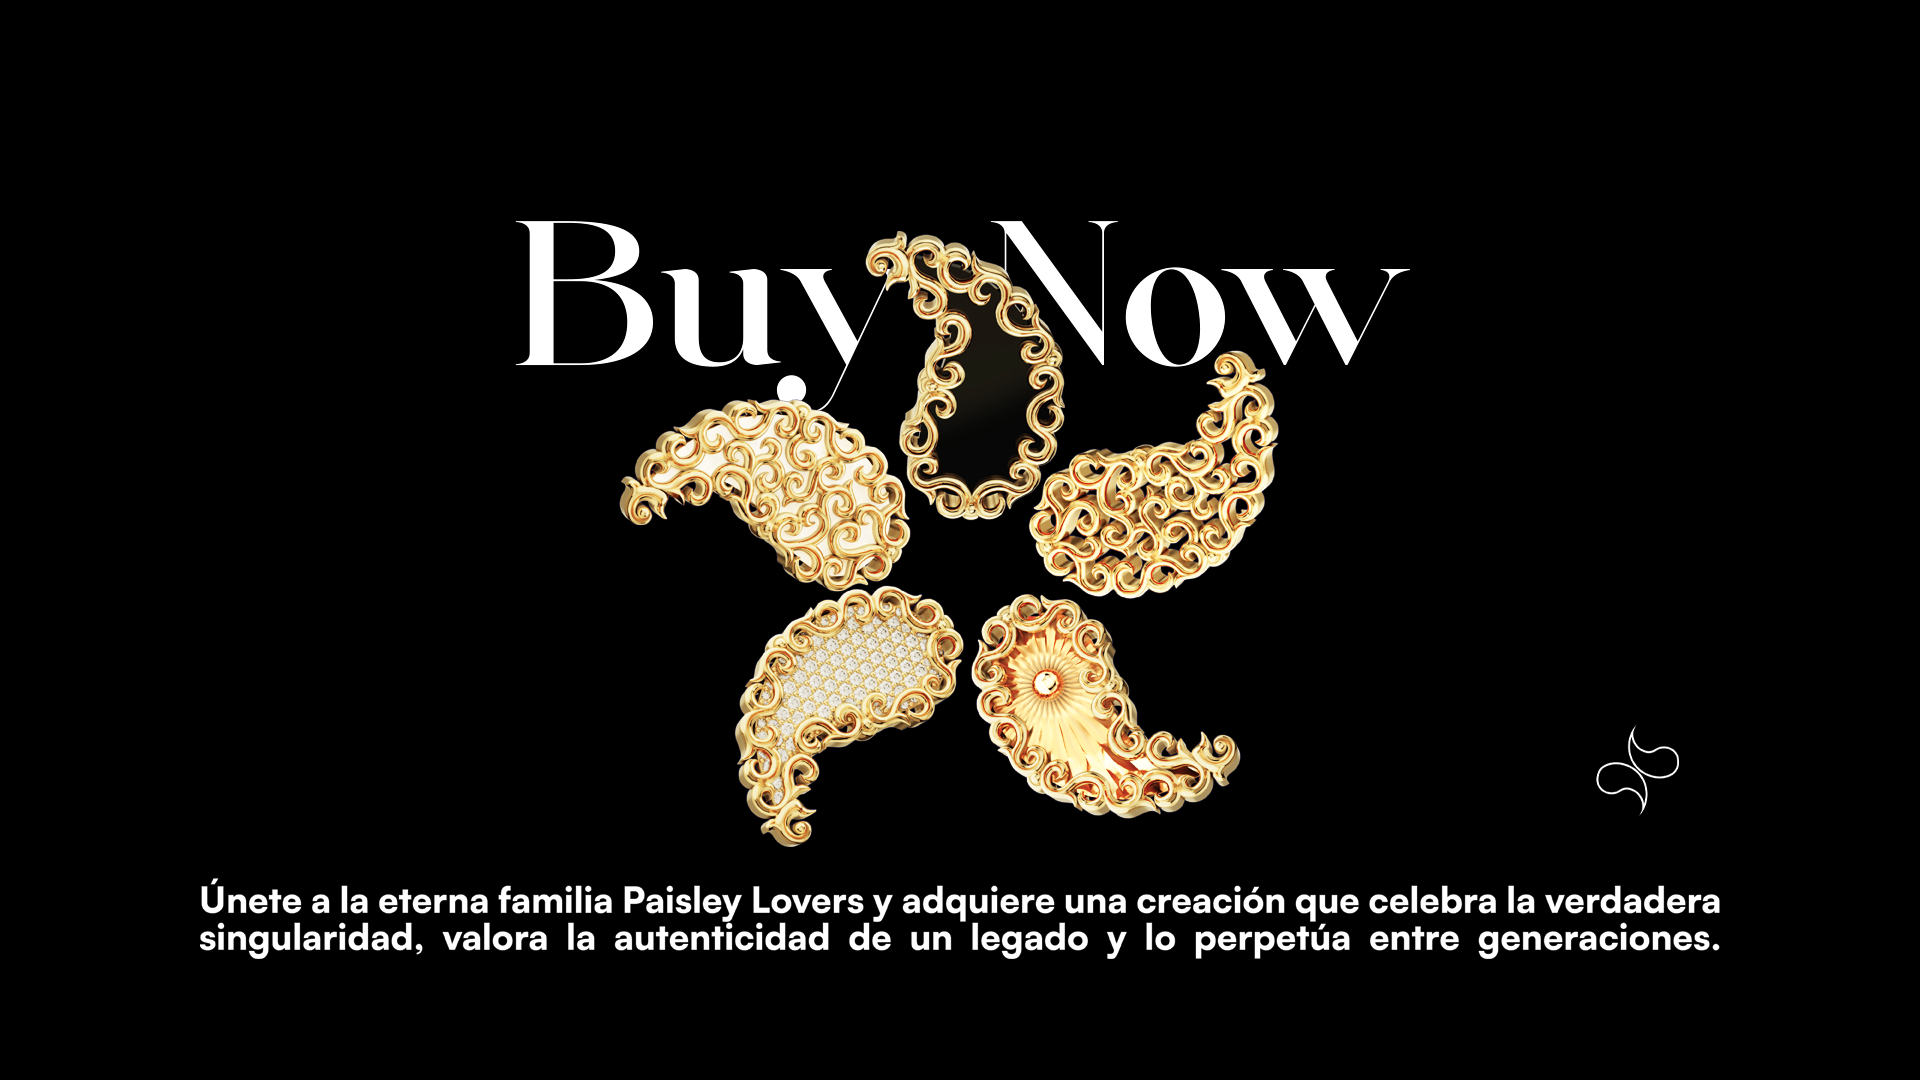 Buy Now
Únete a la eterna familia Paisley Lovers y adquiere una creación que celebra la verdadera
singularidad, valora la autenticidad de un legado y lo perpetúa entre generaciones.